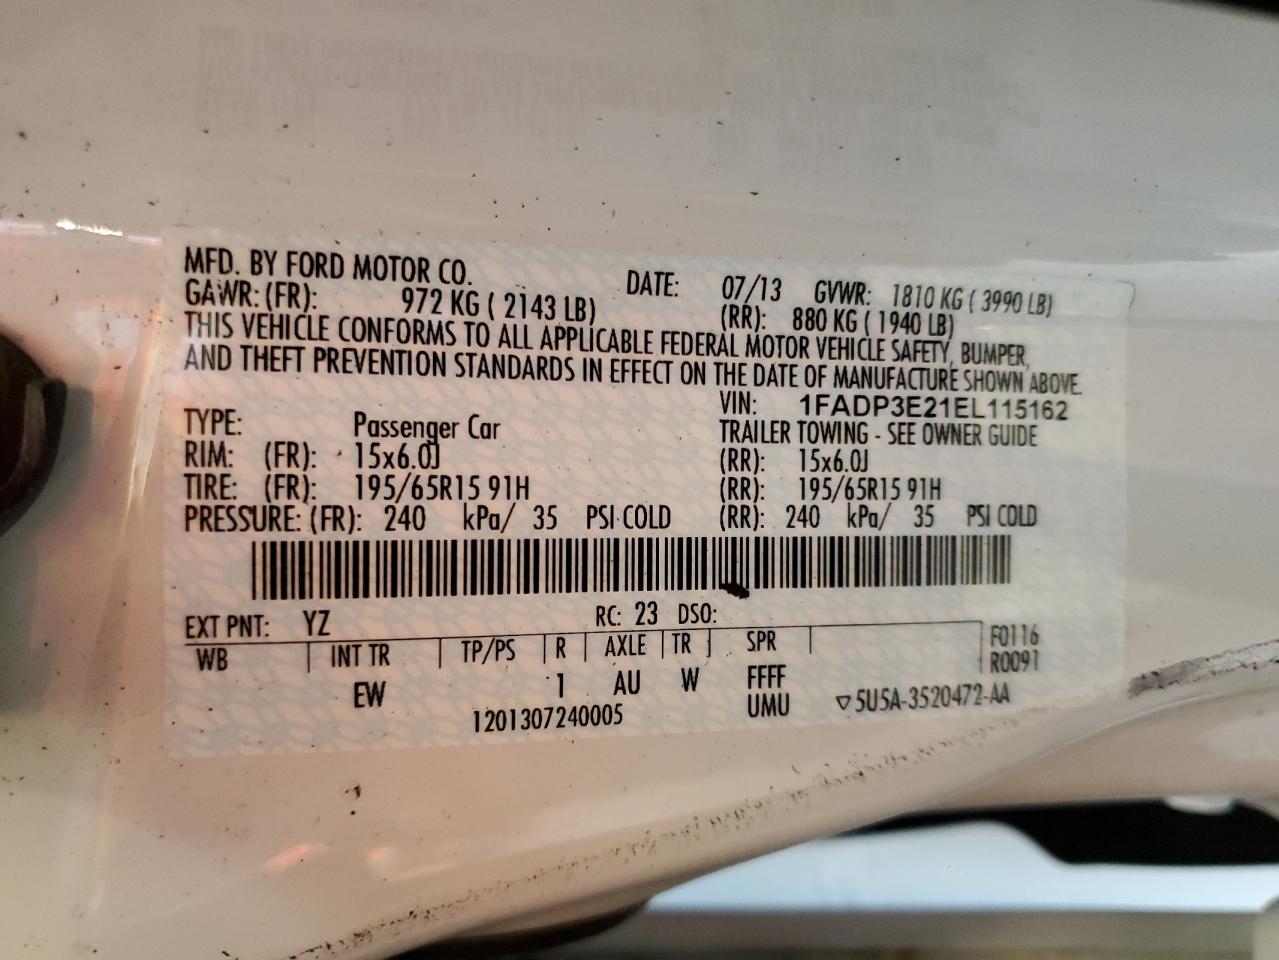 MFD. BY FORD MOTOR CO. DATE: 07/13 GVWR: 1810 KG ( 3990 LB)
GAWR: (FR): 972 KG ( 2143 LB) (RR): 880 KG ( 1940 LB)
THIS VEHICLE CONFORMS TO ALL APPLICABLE FEDERAL MOTOR VEHICLE SAFETY, BUMPER,
AND THEFT PREVENTION STANDARDS IN EFFECT ON THE DATE OF MANUFACTURE SHOWN ABOVE.
VIN: 1FADP3E21EL115162
TYPE: Passenger Car TRAILER TOWING - SEE OWNER GUIDE
RIM: (FR): 15x6.0J (RR): 15x6.0J
TIRE: (FR): 195/65R15 91H (RR): 195/65R15 91H
PRESSURE: (FR): 240 kPa/ 35 PSI COLD (RR): 240 kPa/ 35 PSI COLD
EXT PNT: YZ RC: 23 DSO:
WB INT TR TP/PS R AXLE TR SPR F0116
R0091
EW 1 AU W FFFF
1201307240005 UMU ▽5U5A-3520472-AA